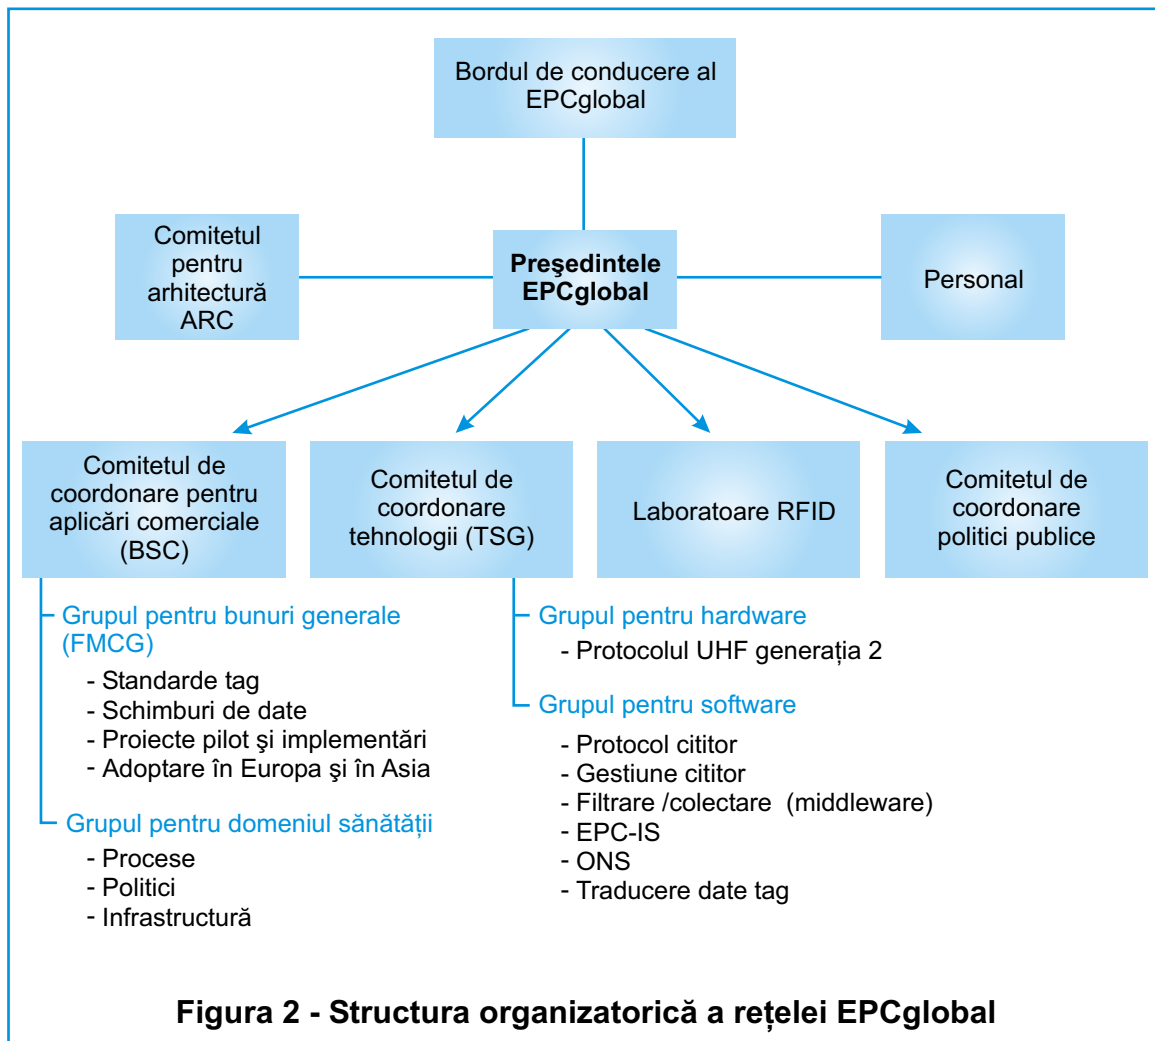 Bordul de conducere al
EPCglobal
Comitetul
pentru
arhitectură
ARC
Preşedintele
EPCglobal
Personal
Comitetul de
coordonare pentru
aplicări comerciale
(BSC)
Comitetul de
coordonare
tehnologii (TSG)
Laboratoare RFID
Comitetul de
coordonare
politici publice
Grupul pentru bunuri generale
(FMCG)
- Standarde tag
- Schimburi de date
- Proiecte pilot şi implementări
- Adoptare în Europa şi în Asia
Grupul pentru domeniul sănătății
- Procese
- Politici
- Infrastructură
Grupul pentru hardware
- Protocolul UHF generația 2
Grupul pentru software
- Protocol cititor
- Gestiune cititor
- Filtrare /colectare (middleware)
- EPC-IS
- ONS
- Traducere date tag
Figura 2 - Structura organizatorică a rețelei EPCglobal